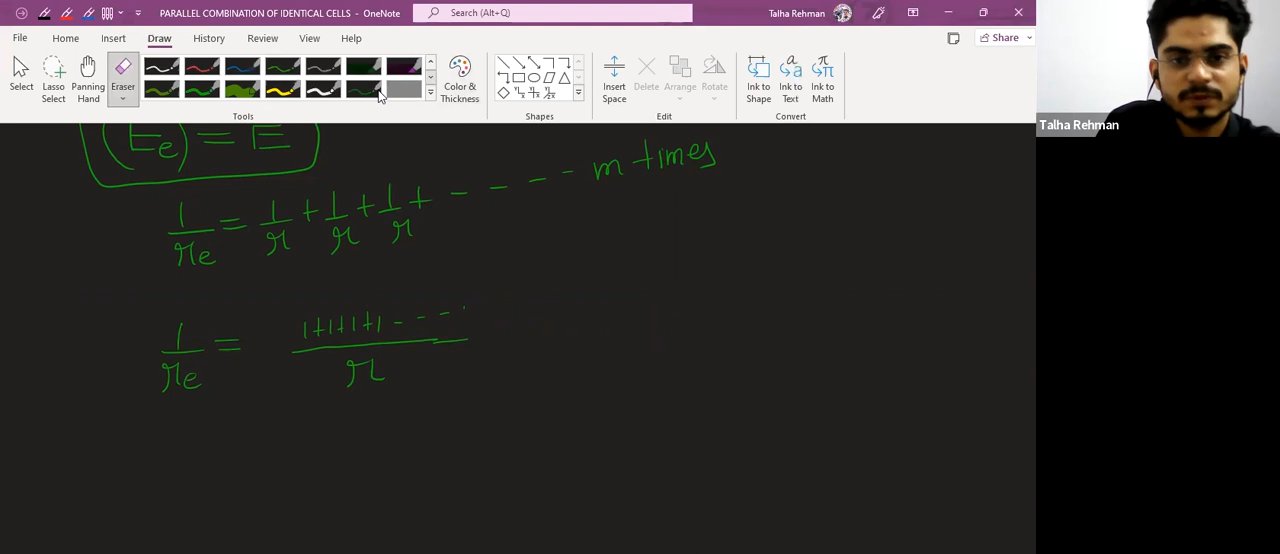 PARALLEL COMBINATION OF IDENTICAL CELLS - OneNote
Search (Alt+Q)
Talha Rehman
File Home Insert Draw History Review View Help
Share
Select
Lasso Select
Panning Hand
Eraser
Color & Thickness
Insert Space
Delete
Arrange
Rotate
Ink to Shape
Ink to Text
Ink to Math
Tools
Shapes
Edit
Convert
Talha Rehman
(Ee) = E
1/re = 1/r + 1/r + 1/r + - - - - m times
1/re = 1+1+1+1 - - - -/r